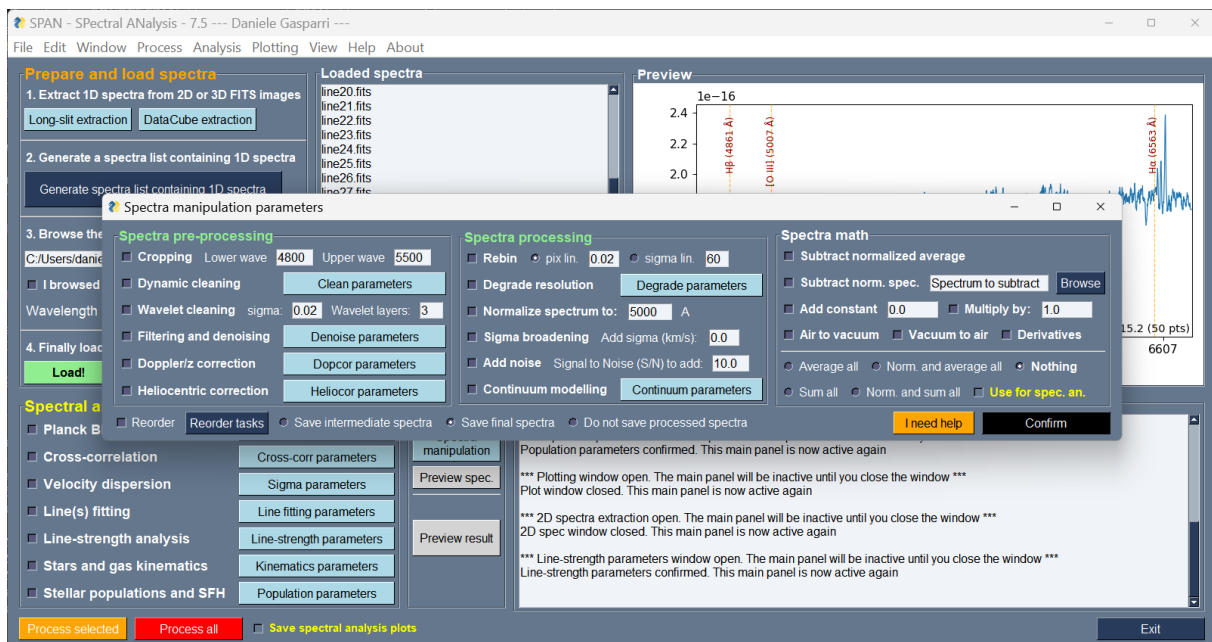 SPAN - SPectral ANalysis - 7.5 --- Daniele Gasparri ---
File Edit Window Process Analysis Plotting View Help About
Prepare and load spectra
1. Extract 1D spectra from 2D or 3D FITS images
Long-slit extraction DataCube extraction
2. Generate a spectra list containing 1D spectra
Generate spectra list containing 1D spectra
3. Browse the
C:/Users/danie
I browsed
Wavelength
4. Finally load
Load!
Loaded spectra
line20.fits
line21.fits
line22.fits
line23.fits
line24.fits
line25.fits
line26.fits
line27.fits
Preview
1e−16
2.4
2.2
2.0
Hβ (4861 Å)
[O III] (5007 Å)
Hα (6563 Å)
15.2 (50 pts)
6607
Spectra manipulation parameters
Spectra pre-processing
Cropping Lower wave 4800 Upper wave 5500
Dynamic cleaning Clean parameters
Wavelet cleaning sigma: 0.02 Wavelet layers: 3
Filtering and denoising Denoise parameters
Doppler/z correction Dopcor parameters
Heliocentric correction Heliocor parameters
Spectra processing
Rebin pix lin. 0.02 sigma lin. 60
Degrade resolution Degrade parameters
Normalize spectrum to: 5000 A
Sigma broadening Add sigma (km/s): 0.0
Add noise Signal to Noise (S/N) to add: 10.0
Continuum modelling Continuum parameters
Spectra math
Subtract normalized average
Subtract norm. spec. Spectrum to subtract Browse
Add constant 0.0 Multiply by: 1.0
Air to vacuum Vacuum to air Derivatives
Average all Norm. and average all Nothing
Sum all Norm. and sum all Use for spec. an.
Reorder Reorder tasks Save intermediate spectra Save final spectra Do not save processed spectra I need help Confirm
Spectral a
Planck B
Cross-correlation Cross-corr parameters
Velocity dispersion Sigma parameters
Line(s) fitting Line fitting parameters
Line-strength analysis Line-strength parameters
Stars and gas kinematics Kinematics parameters
Stellar populations and SFH Population parameters
manipulation
Preview spec.
Preview result
Population parameters confirmed. This main panel is now active again
*** Plotting window open. The main panel will be inactive until you close the window ***
Plot window closed. This main panel is now active again
*** 2D spectra extraction open. The main panel will be inactive until you close the window ***
2D spec window closed. This main panel is now active again
*** Line-strength parameters window open. The main panel will be inactive until you close the window ***
Line-strength parameters confirmed. This main panel is now active again
Process selected Process all Save spectral analysis plots Exit